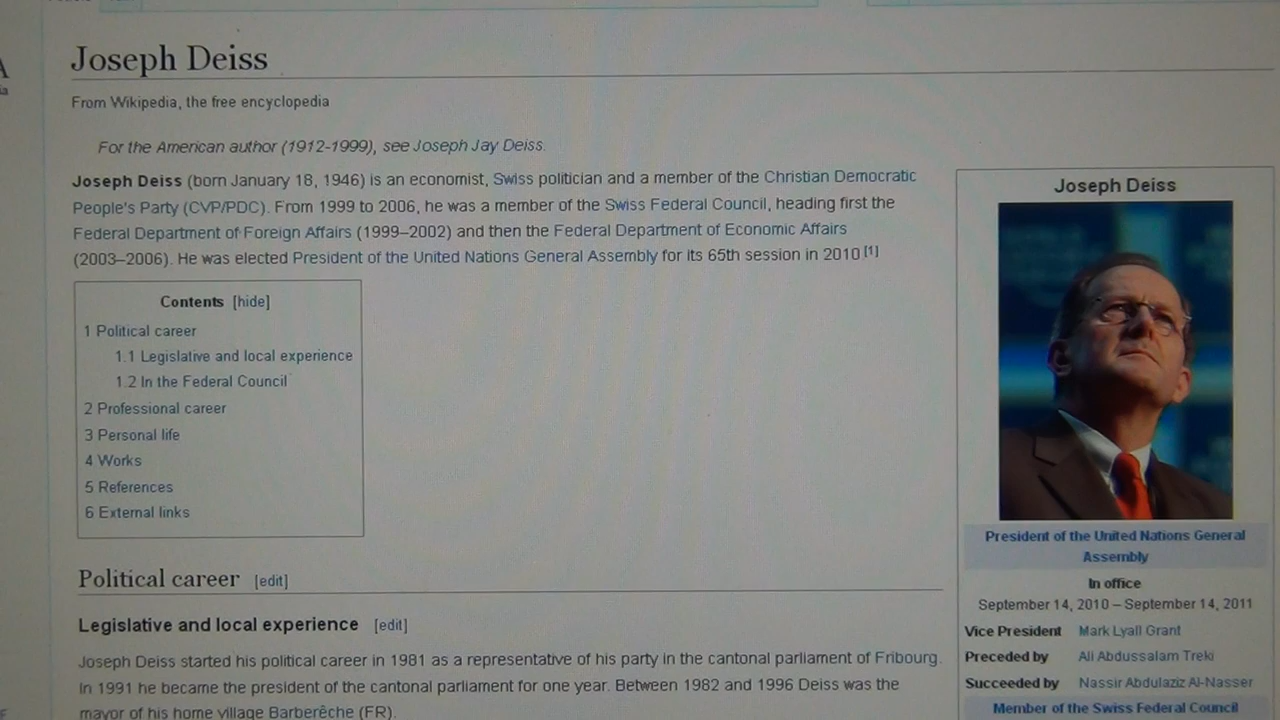 Joseph Deiss
From Wikipedia, the free encyclopedia
For the American author (1912-1999), see Joseph Jay Deiss.
Joseph Deiss (born January 18, 1946) is an economist, Swiss politician and a member of the Christian Democratic
People's Party (CVP/PDC). From 1999 to 2006, he was a member of the Swiss Federal Council, heading first the
Federal Department of Foreign Affairs (1999–2002) and then the Federal Department of Economic Affairs
(2003–2006). He was elected President of the United Nations General Assembly for its 65th session in 2010 [1]
Contents [hide]
1 Political career
1.1 Legislative and local experience
1.2 In the Federal Council
2 Professional career
3 Personal life
4 Works
5 References
6 External links
Political career [edit]
Legislative and local experience [edit]
Joseph Deiss started his political career in 1981 as a representative of his party in the cantonal parliament of Fribourg.
In 1991 he became the president of the cantonal parliament for one year. Between 1982 and 1996 Deiss was the
mayor of his home village Barberêche (FR).
Joseph Deiss
President of the United Nations General
Assembly
In office
September 14, 2010 – September 14, 2011
Vice President Mark Lyall Grant
Preceded by Ali Abdussalam Treki
Succeeded by Nassir Abdulaziz Al-Nasser
Member of the Swiss Federal Council